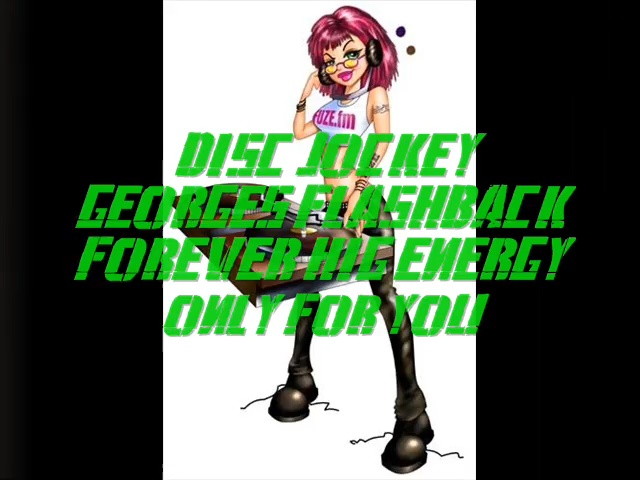 FUZE.fm
DISC JOCKEY
GEORGES FLASHBACK
FOREVER HIG ENERGY
ONLY FOR YOU